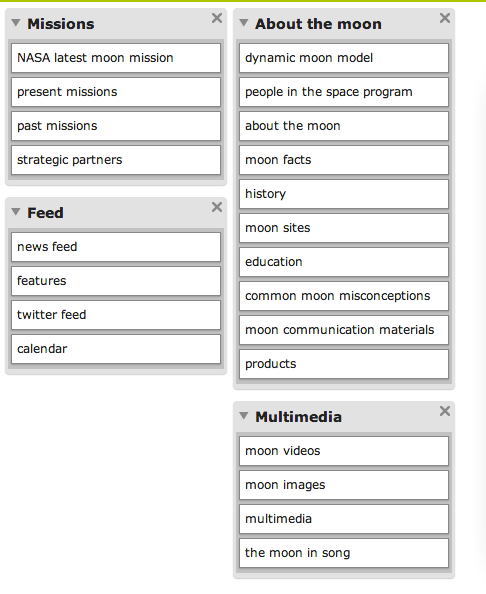 Missions
NASA latest moon mission
present missions
past missions
strategic partners
Feed
news feed
features
twitter feed
calendar
About the moon
dynamic moon model
people in the space program
about the moon
moon facts
history
moon sites
education
common moon misconceptions
moon communication materials
products
Multimedia
moon videos
moon images
multimedia
the moon in song